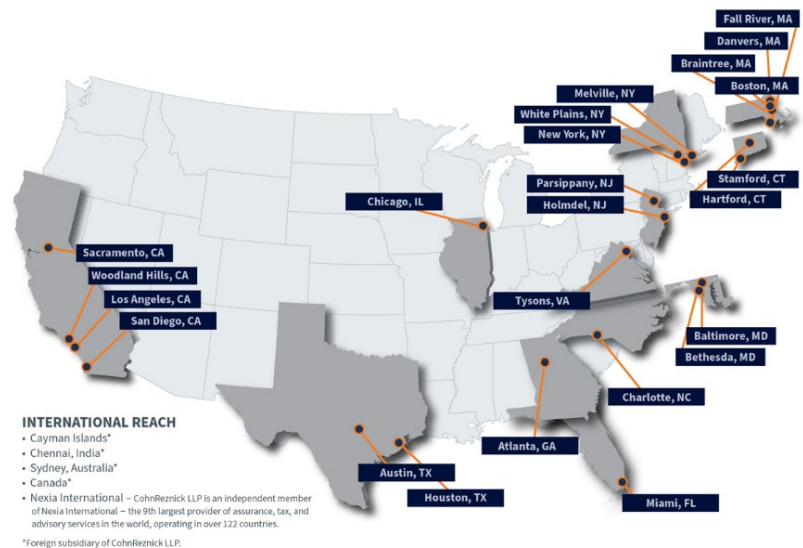 Fall River, MA
Danvers, MA
Braintree, MA
Boston, MA
Melville, NY
White Plains, NY
New York, NY
Stamford, CT
Hartford, CT
Parsippany, NJ
Holmdel, NJ
Chicago, IL
Sacramento, CA
Woodland Hills, CA
Los Angeles, CA
San Diego, CA
Tysons, VA
Baltimore, MD
Bethesda, MD
Charlotte, NC
Atlanta, GA
Austin, TX
Houston, TX
Miami, FL
INTERNATIONAL REACH
• Cayman Islands*
• Chennai, India*
• Sydney, Australia*
• Canada*
• Nexia International – CohnReznick LLP is an independent member
of Nexia International – the 9th largest provider of assurance, tax, and
advisory services in the world, operating in over 122 countries.
*Foreign subsidiary of CohnReznick LLP.